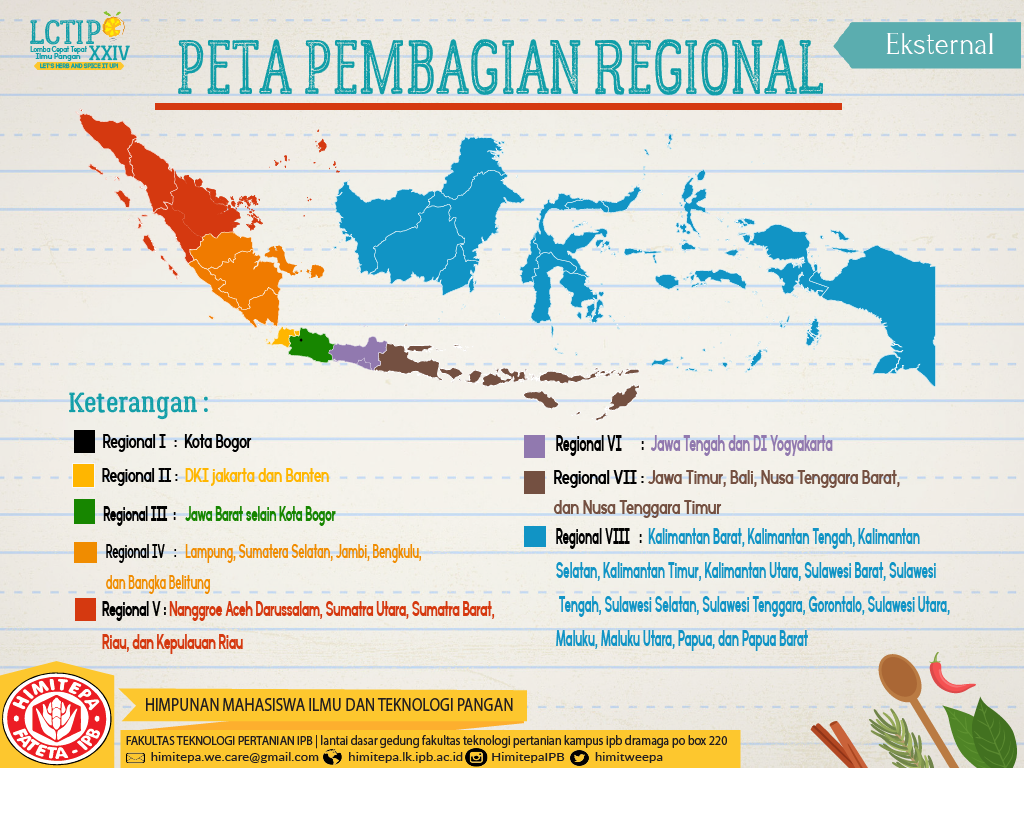 LCTIP
Lomba Cepat Tepat
Ilmu Pangan XXIV
LET'S HERB AND SPICE IT UP!
PETA PEMBAGIAN REGIONAL
Eksternal
Keterangan :
Regional I : Kota Bogor
Regional II : DKI jakarta dan Banten
Regional III : Jawa Barat selain Kota Bogor
Regional IV : Lampung, Sumatera Selatan, Jambi, Bengkulu,
dan Bangka Belitung
Regional V : Nanggroe Aceh Darussalam, Sumatra Utara, Sumatra Barat,
Riau, dan Kepulauan Riau
Regional VI : Jawa Tengah dan DI Yogyakarta
Regional VII : Jawa Timur, Bali, Nusa Tenggara Barat,
dan Nusa Tenggara Timur
Regional VIII : Kalimantan Barat, Kalimantan Tengah, Kalimantan
Selatan, Kalimantan Timur, Kalimantan Utara, Sulawesi Barat, Sulawesi
Tengah, Sulawesi Selatan, Sulawesi Tenggara, Gorontalo, Sulawesi Utara,
Maluku, Maluku Utara, Papua, dan Papua Barat
HIMITEPA
FATETA - IPB
HIMPUNAN MAHASISWA ILMU DAN TEKNOLOGI PANGAN
FAKULTAS TEKNOLOGI PERTANIAN IPB | lantai dasar gedung fakultas teknologi pertanian kampus ipb dramaga po box 220
himitepa.we.care@gmail.com himitepa.lk.ipb.ac.id HimitepaIPB himitweepa